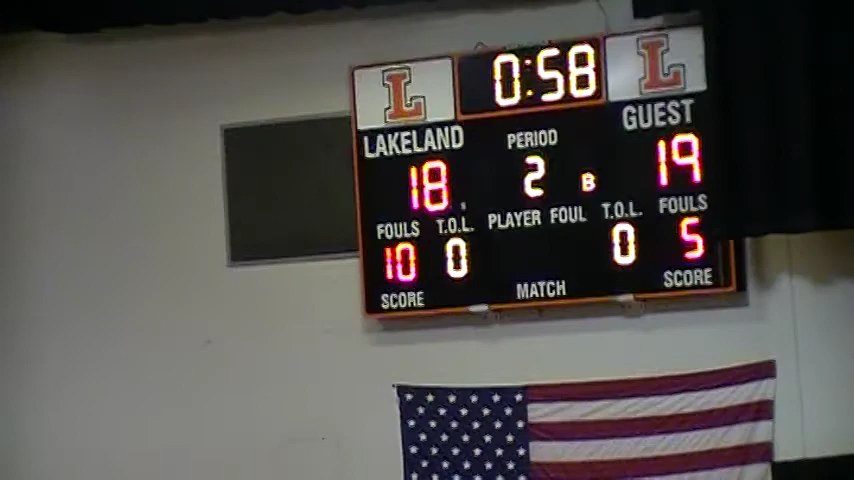 L 0:58 L
LAKELAND PERIOD GUEST
18 2 B 19
FOULS T.O.L. PLAYER FOUL T.O.L. FOULS
10 0 0 5
SCORE MATCH SCORE